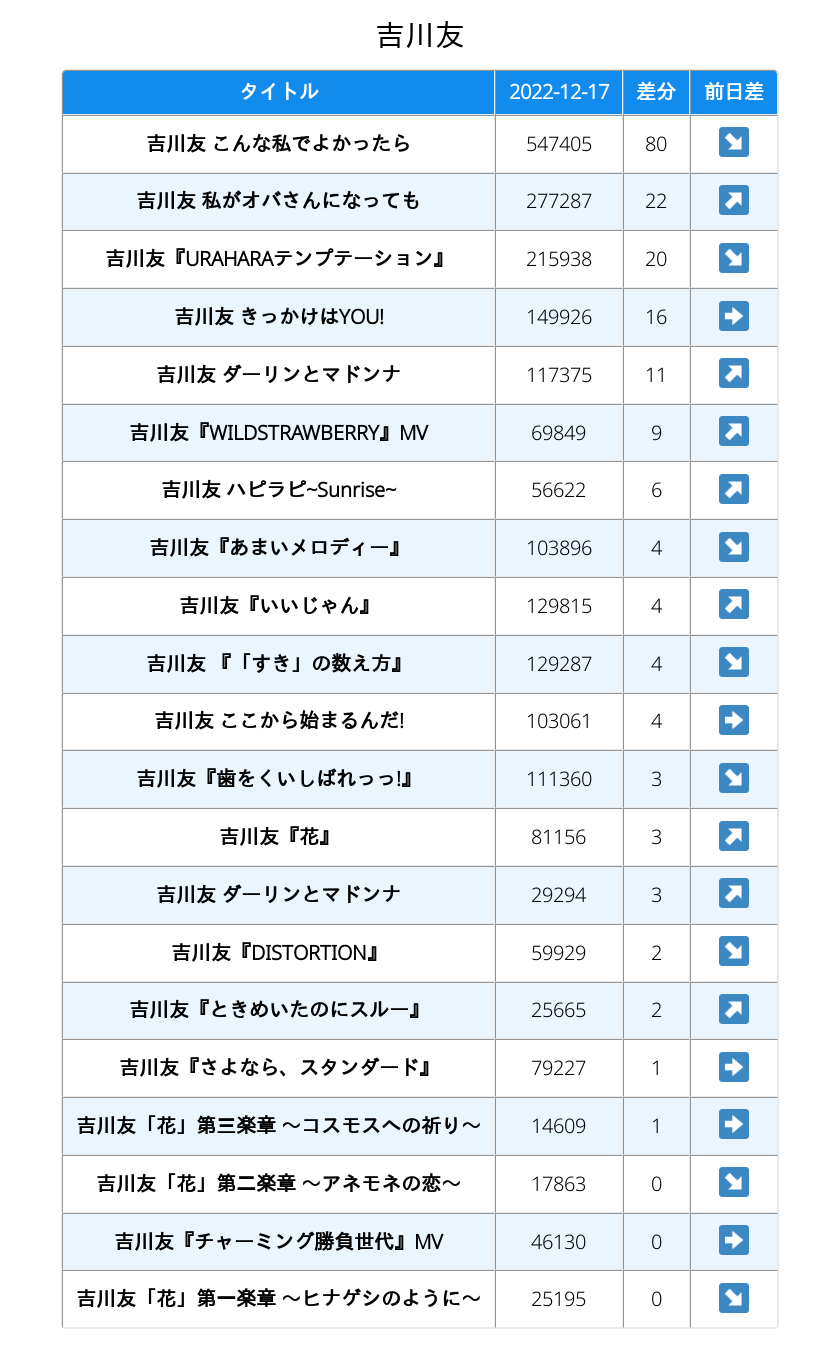 吉川友
タイトル 2022-12-17 差分 前日差
吉川友 こんな私でよかったら 547405 80 ↘
吉川友 私がオバさんになっても 277287 22 ↗
吉川友『URAHARAテンプテーション』 215938 20 ↘
吉川友 きっかけはYOU! 149926 16 ➡
吉川友 ダーリンとマドンナ 117375 11 ↗
吉川友『WILDSTRAWBERRY』MV 69849 9 ↗
吉川友 ハピラピ~Sunrise~ 56622 6 ↗
吉川友『あまいメロディー』 103896 4 ↘
吉川友『いいじゃん』 129815 4 ↗
吉川友 『「すき」の数え方』 129287 4 ↘
吉川友 ここから始まるんだ! 103061 4 ➡
吉川友『歯をくいしばれっっ!』 111360 3 ↘
吉川友『花』 81156 3 ↗
吉川友 ダーリンとマドンナ 29294 3 ↗
吉川友『DISTORTION』 59929 2 ↘
吉川友『ときめいたのにスルー』 25665 2 ↗
吉川友『さよなら、スタンダード』 79227 1 ➡
吉川友「花」第三楽章 〜コスモスへの祈り〜 14609 1 ➡
吉川友「花」第二楽章 〜アネモネの恋〜 17863 0 ↘
吉川友『チャーミング勝負世代』MV 46130 0 ➡
吉川友「花」第一楽章 〜ヒナゲシのように〜 25195 0 ↘